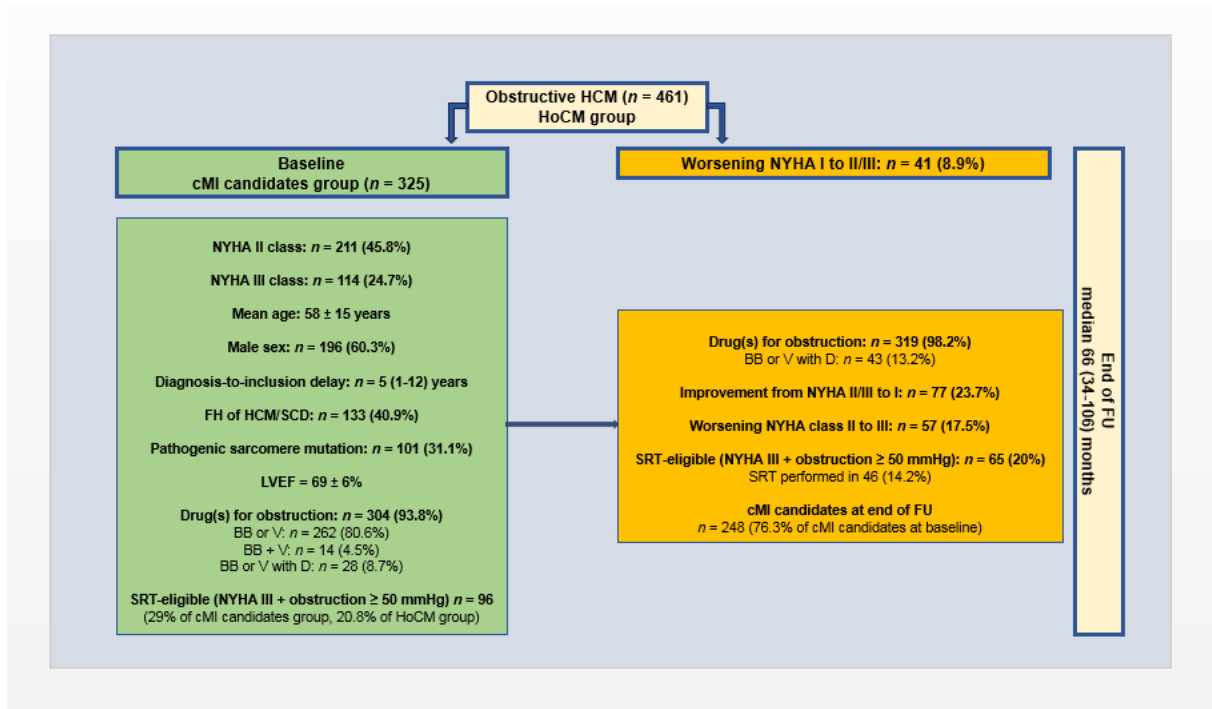 Obstructive HCM (n = 461)
HoCM group
Baseline
cMI candidates group (n = 325)
Worsening NYHA I to II/III: n = 41 (8.9%)
NYHA II class: n = 211 (45.8%)
NYHA III class: n = 114 (24.7%)
Mean age: 58 ± 15 years
Male sex: n = 196 (60.3%)
Diagnosis-to-inclusion delay: n = 5 (1-12) years
FH of HCM/SCD: n = 133 (40.9%)
Pathogenic sarcomere mutation: n = 101 (31.1%)
LVEF = 69 ± 6%
Drug(s) for obstruction: n = 304 (93.8%)
BB or V: n = 262 (80.6%)
BB + V: n = 14 (4.5%)
BB or V with D: n = 28 (8.7%)
SRT-eligible (NYHA III + obstruction ≥ 50 mmHg) n = 96
(29% of cMI candidates group, 20.8% of HoCM group)
Drug(s) for obstruction: n = 319 (98.2%)
BB or V with D: n = 43 (13.2%)
Improvement from NYHA II/III to I: n = 77 (23.7%)
Worsening NYHA class II to III: n = 57 (17.5%)
SRT-eligible (NYHA III + obstruction ≥ 50 mmHg): n = 65 (20%)
SRT performed in 46 (14.2%)
cMI candidates at end of FU
n = 248 (76.3% of cMI candidates at baseline)
End of FU
median 66 (34-106) months